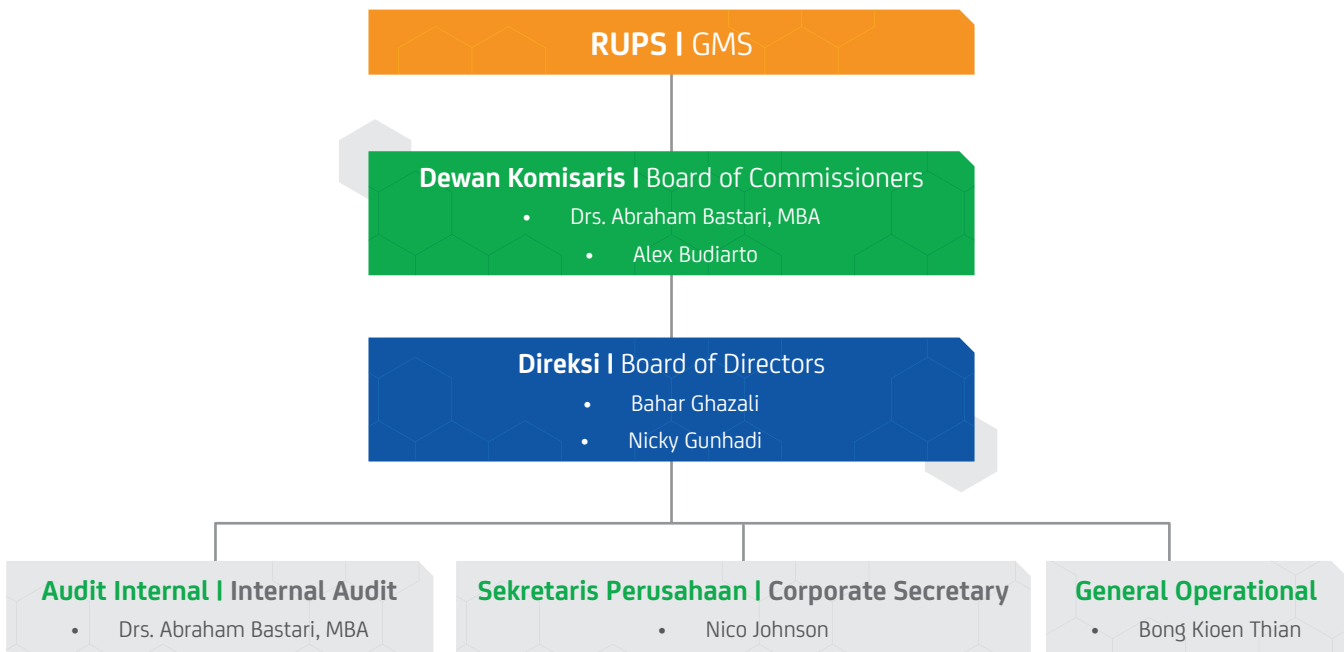 RUPS | GMS
Dewan Komisaris | Board of Commissioners
• Drs. Abraham Bastari, MBA
• Alex Budiarto
Direksi | Board of Directors
• Bahar Ghazali
• Nicky Gunhadi
Audit Internal | Internal Audit
• Drs. Abraham Bastari, MBA
Sekretaris Perusahaan | Corporate Secretary
• Nico Johnson
General Operational
• Bong Kioen Thian